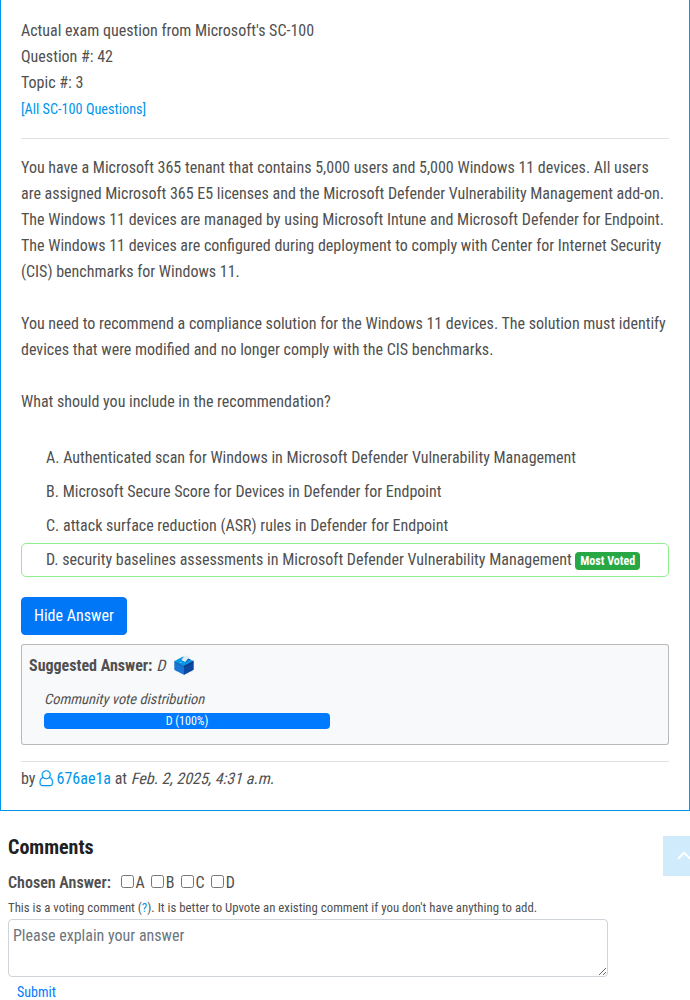 Actual exam question from Microsoft's SC-100
Question #: 42
Topic #: 3
[All SC-100 Questions]
You have a Microsoft 365 tenant that contains 5,000 users and 5,000 Windows 11 devices. All users
are assigned Microsoft 365 E5 licenses and the Microsoft Defender Vulnerability Management add-on.
The Windows 11 devices are managed by using Microsoft Intune and Microsoft Defender for Endpoint.
The Windows 11 devices are configured during deployment to comply with Center for Internet Security
(CIS) benchmarks for Windows 11.
You need to recommend a compliance solution for the Windows 11 devices. The solution must identify
devices that were modified and no longer comply with the CIS benchmarks.
What should you include in the recommendation?
A. Authenticated scan for Windows in Microsoft Defender Vulnerability Management
B. Microsoft Secure Score for Devices in Defender for Endpoint
C. attack surface reduction (ASR) rules in Defender for Endpoint
D. security baselines assessments in Microsoft Defender Vulnerability Management Most Voted
Hide Answer
Suggested Answer: D
Community vote distribution
D (100%)
by 676ae1a at Feb. 2, 2025, 4:31 a.m.
Comments
Chosen Answer: A B C D
This is a voting comment (?). It is better to Upvote an existing comment if you don't have anything to add.
Please explain your answer
Submit